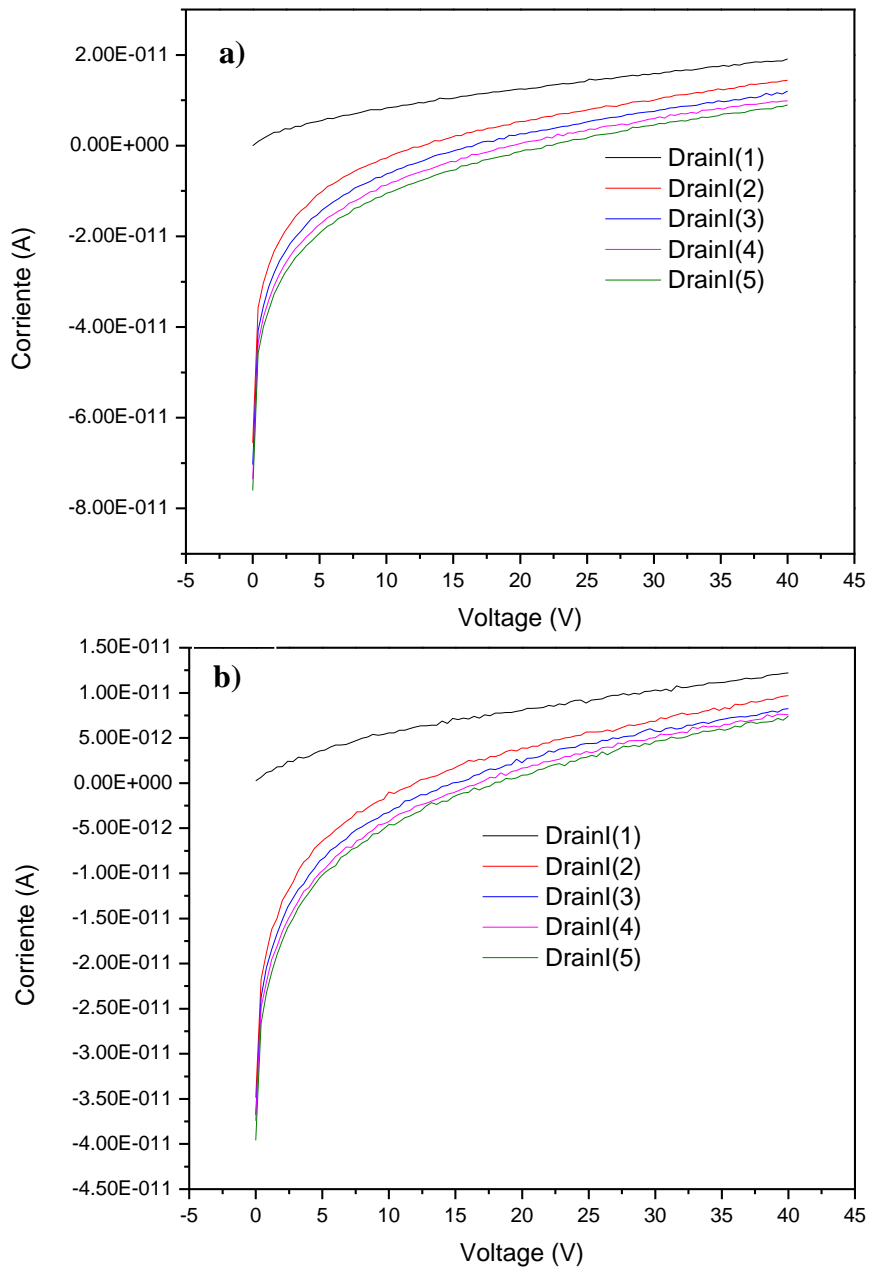 a)
2.00E-011
0.00E+000
-2.00E-011
-4.00E-011
-6.00E-011
-8.00E-011
Corriente (A)
DrainI(1)
DrainI(2)
DrainI(3)
DrainI(4)
DrainI(5)
-5 0 5 10 15 20 25 30 35 40 45
Voltage (V)
b)
1.50E-011
1.00E-011
5.00E-012
0.00E+000
-5.00E-012
-1.00E-011
-1.50E-011
-2.00E-011
-2.50E-011
-3.00E-011
-3.50E-011
-4.00E-011
-4.50E-011
Corriente (A)
DrainI(1)
DrainI(2)
DrainI(3)
DrainI(4)
DrainI(5)
-5 0 5 10 15 20 25 30 35 40 45
Voltage (V)